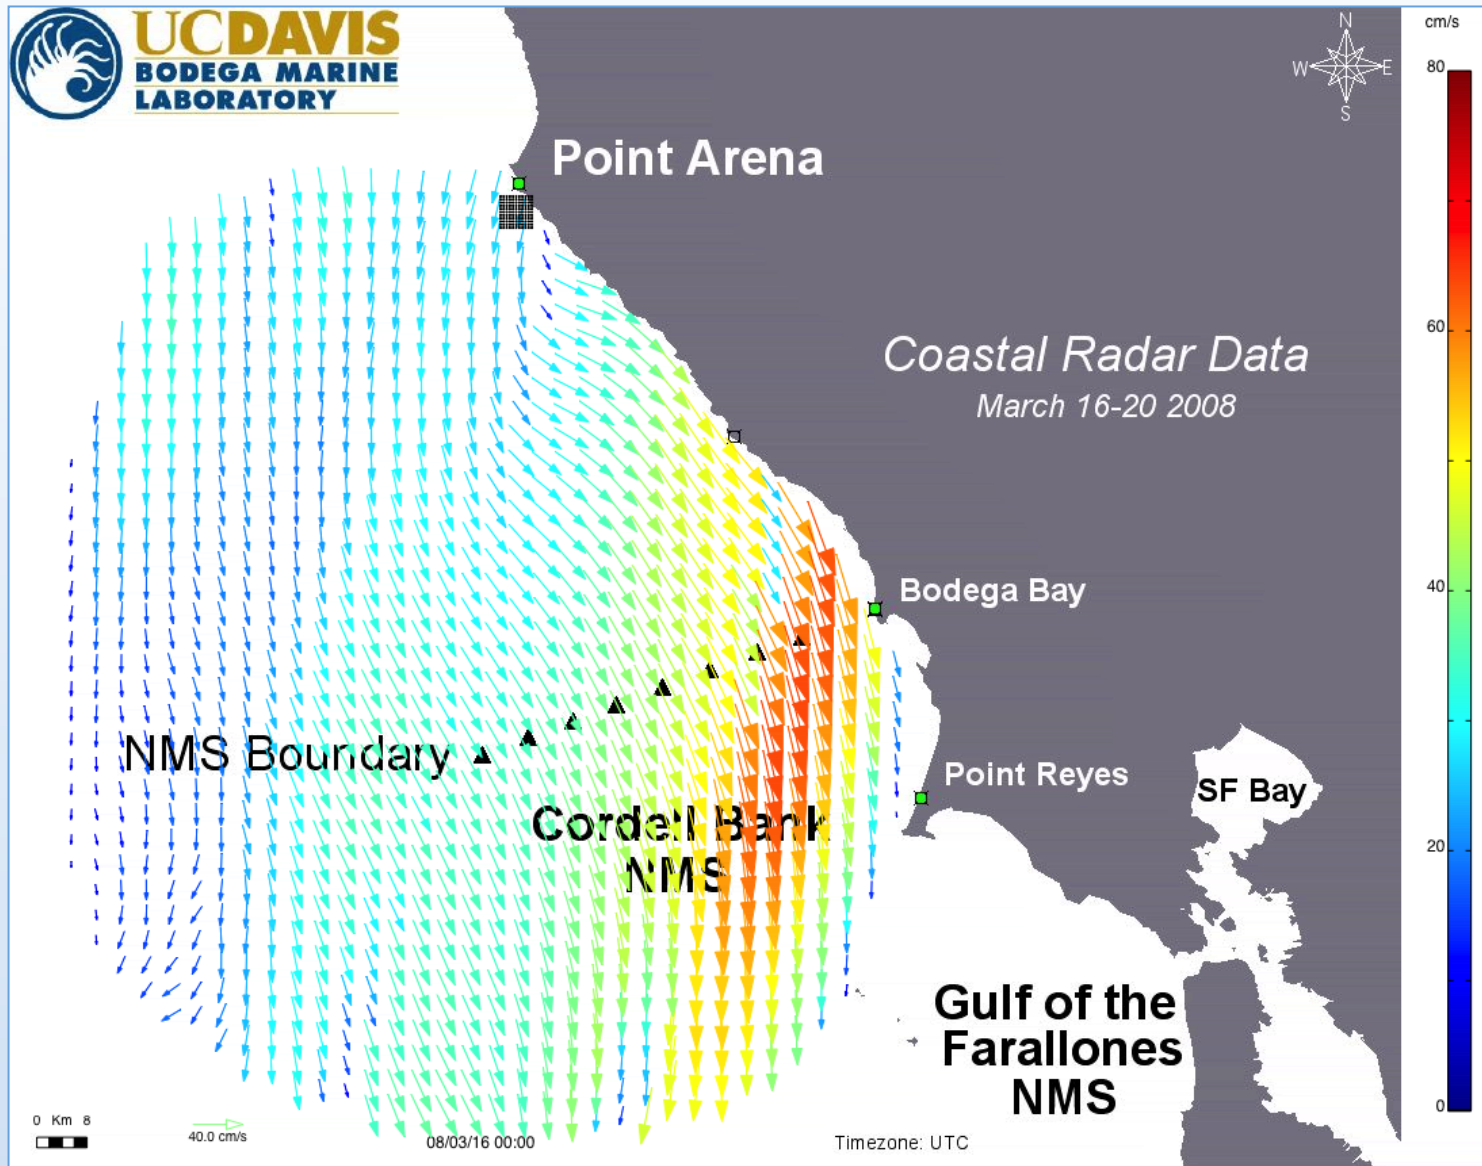 UCDAVIS
BODEGA MARINE
LABORATORY
N
W E
S
cm/s
80
60
40
20
0
Point Arena
Coastal Radar Data
March 16-20 2008
Bodega Bay
Point Reyes
SF Bay
NMS Boundary
Cordell Bank
NMS
Gulf of the
Farallones
NMS
0 Km 8
40.0 cm/s
08/03/16 00:00
Timezone: UTC